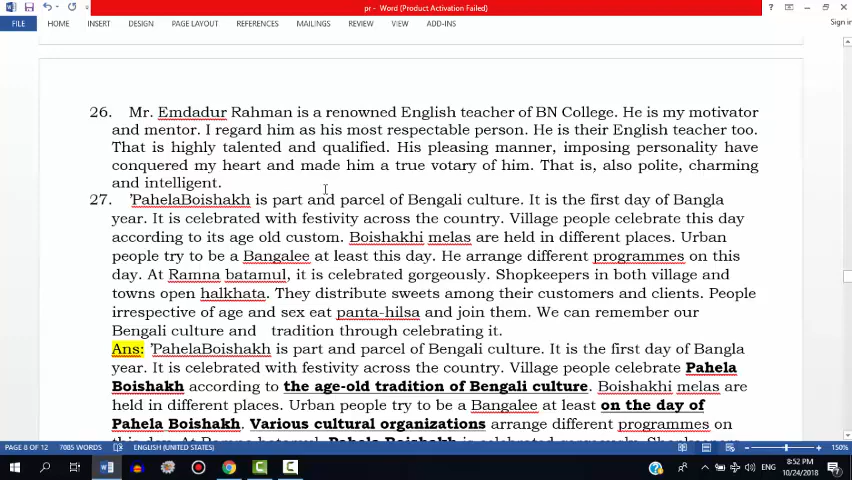 pr - Word (Product Activation Failed)
FILE HOME INSERT DESIGN PAGE LAYOUT REFERENCES MAILINGS REVIEW VIEW ADD-INS Sign in
26. Mr. Emdadur Rahman is a renowned English teacher of BN College. He is my motivator
and mentor. I regard him as his most respectable person. He is their English teacher too.
That is highly talented and qualified. His pleasing manner, imposing personality have
conquered my heart and made him a true votary of him. That is, also polite, charming
and intelligent.
27. 'PahelaBoishakh is part and parcel of Bengali culture. It is the first day of Bangla
year. It is celebrated with festivity across the country. Village people celebrate this day
according to its age old custom. Boishakhi melas are held in different places. Urban
people try to be a Bangalee at least this day. He arrange different programmes on this
day. At Ramna batamul, it is celebrated gorgeously. Shopkeepers in both village and
towns open halkhata. They distribute sweets among their customers and clients. People
irrespective of age and sex eat panta-hilsa and join them. We can remember our
Bengali culture and tradition through celebrating it.
Ans: 'PahelaBoishakh is part and parcel of Bengali culture. It is the first day of Bangla
year. It is celebrated with festivity across the country. Village people celebrate Pahela
Boishakh according to the age-old tradition of Bengali culture. Boishakhi melas are
held in different places. Urban people try to be a Bangalee at least on the day of
Pahela Boishakh. Various cultural organizations arrange different programmes on
this day. At Ramna batamul, Pahela Boishakh is celebrated gorgeously. Shopkeepers
PAGE 8 OF 12 7085 WORDS ENGLISH (UNITED STATES) 150%
ENG 8:52 PM
10/24/2018